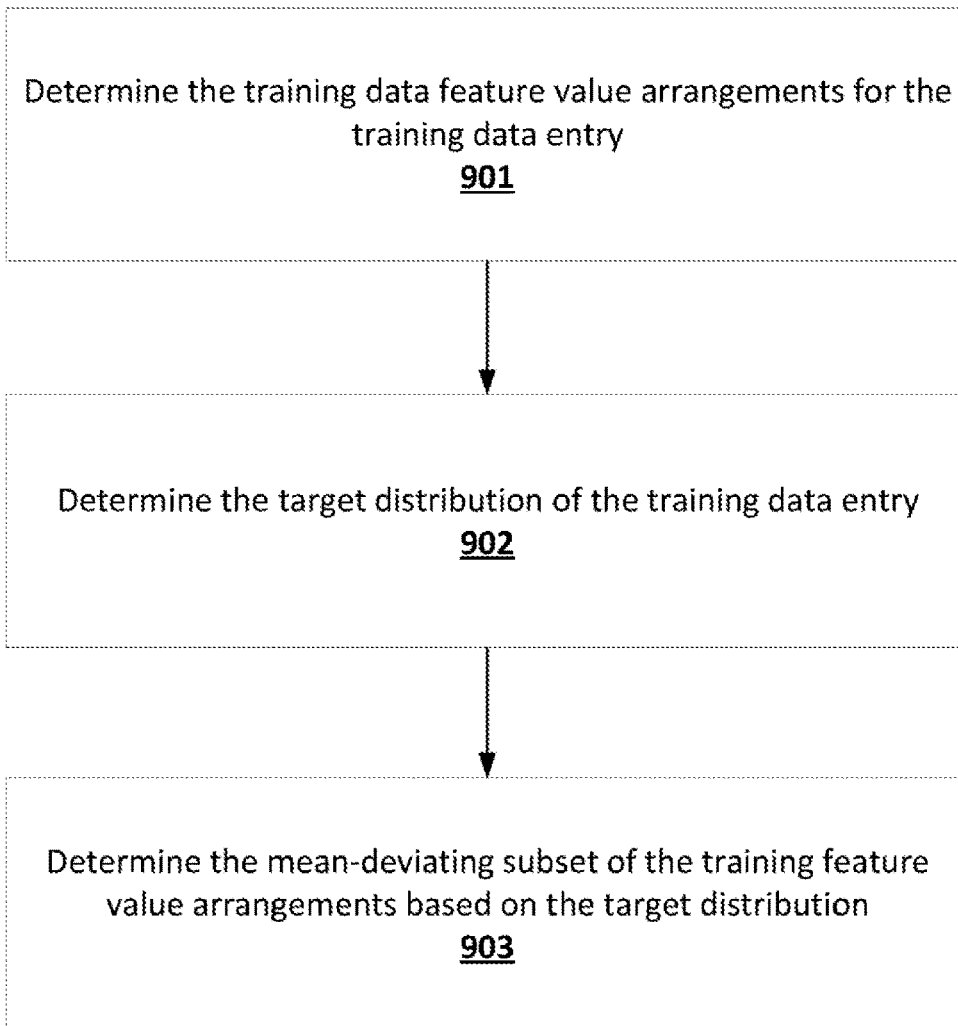 Determine the training data feature value arrangements for the
training data entry
901
Determine the target distribution of the training data entry
902
Determine the mean-deviating subset of the training feature
value arrangements based on the target distribution
903